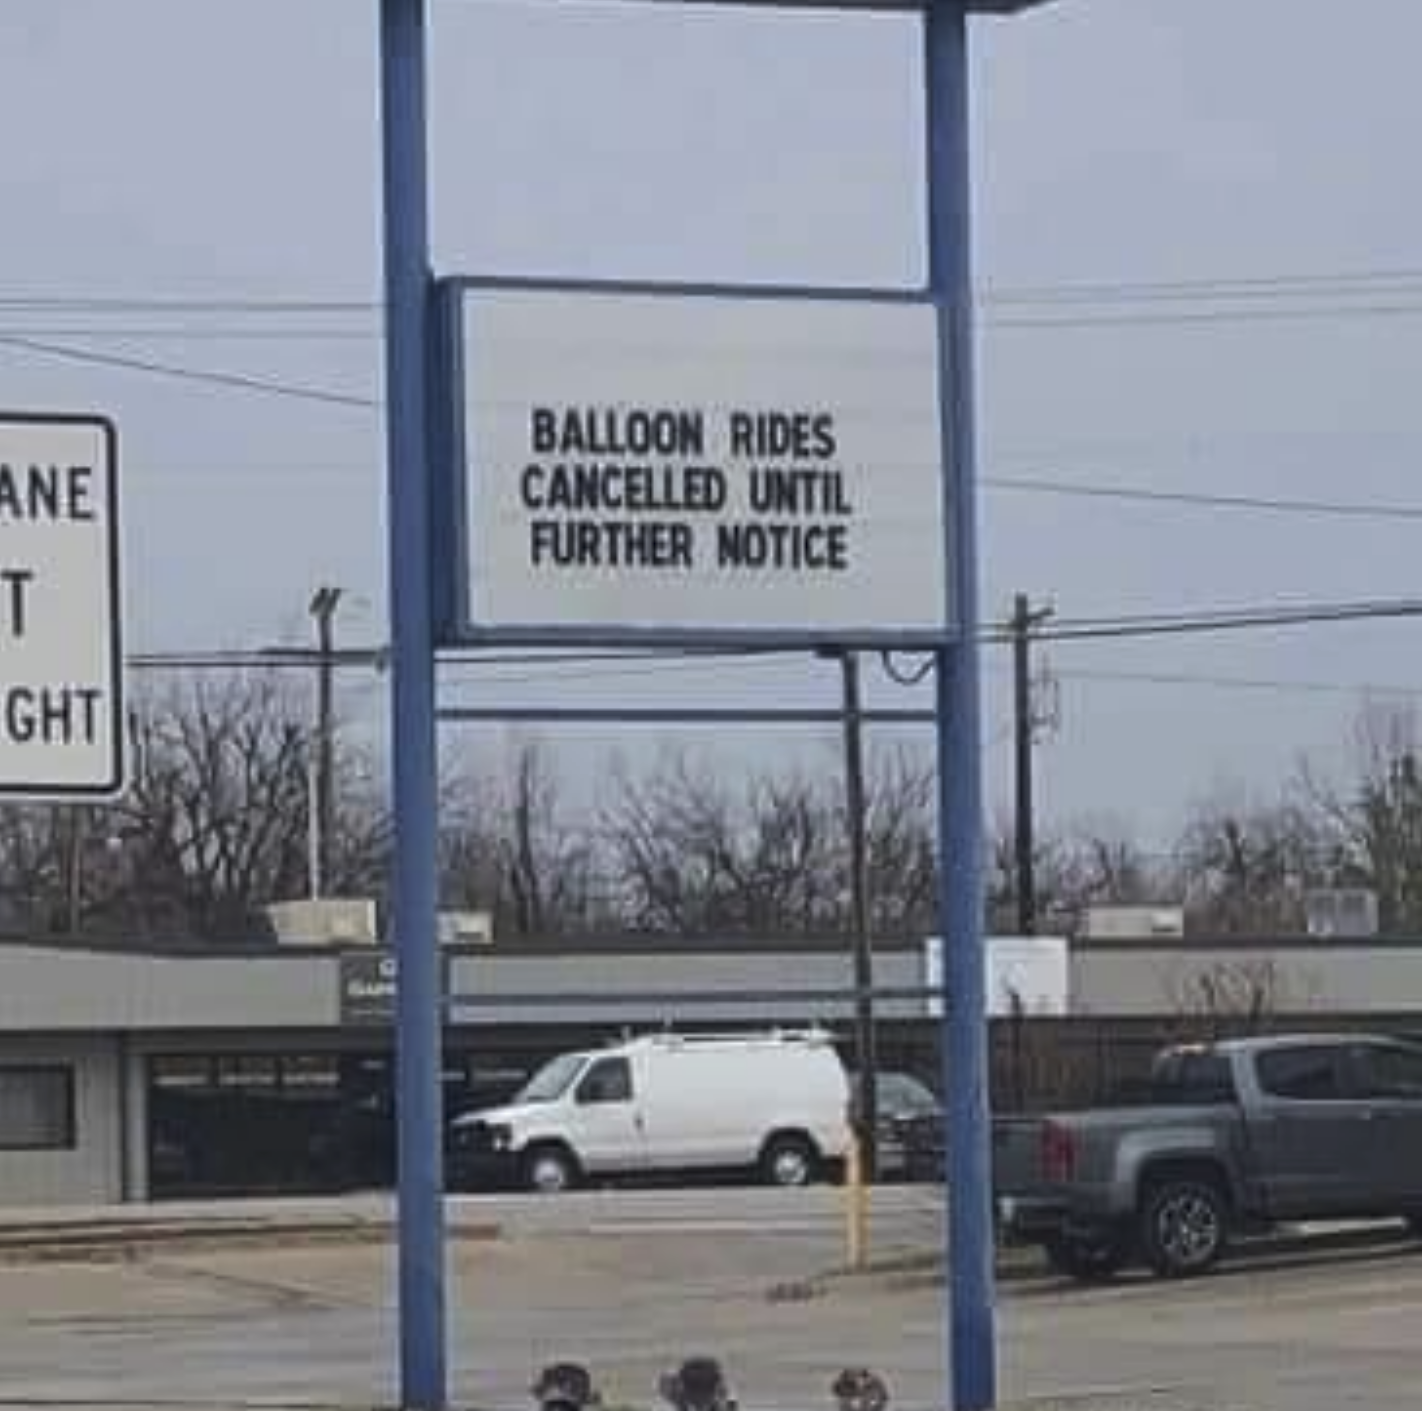 BALLOON RIDES
CANCELLED UNTIL
FURTHER NOTICE
ANE
T
GHT